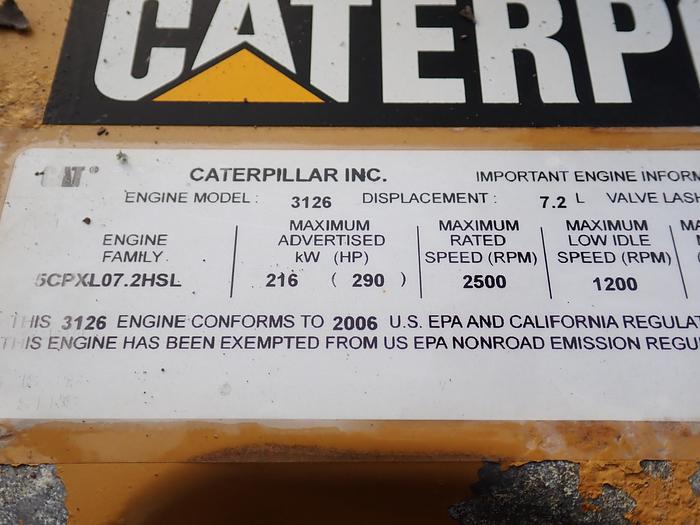 CATERP
CAT® CATERPILLAR INC. IMPORTANT ENGINE INFORM
ENGINE MODEL : 3126 DISPLACEMENT : 7.2 L VALVE LASH
ENGINE FAMILY 5CPXL07.2HSL
MAXIMUM ADVERTISED kW (HP) 216 ( 290 )
MAXIMUM RATED SPEED (RPM) 2500
MAXIMUM LOW IDLE SPEED (RPM) 1200
THIS 3126 ENGINE CONFORMS TO 2006 U.S. EPA AND CALIFORNIA REGULAT
THIS ENGINE HAS BEEN EXEMPTED FROM US EPA NONROAD EMISSION REGU